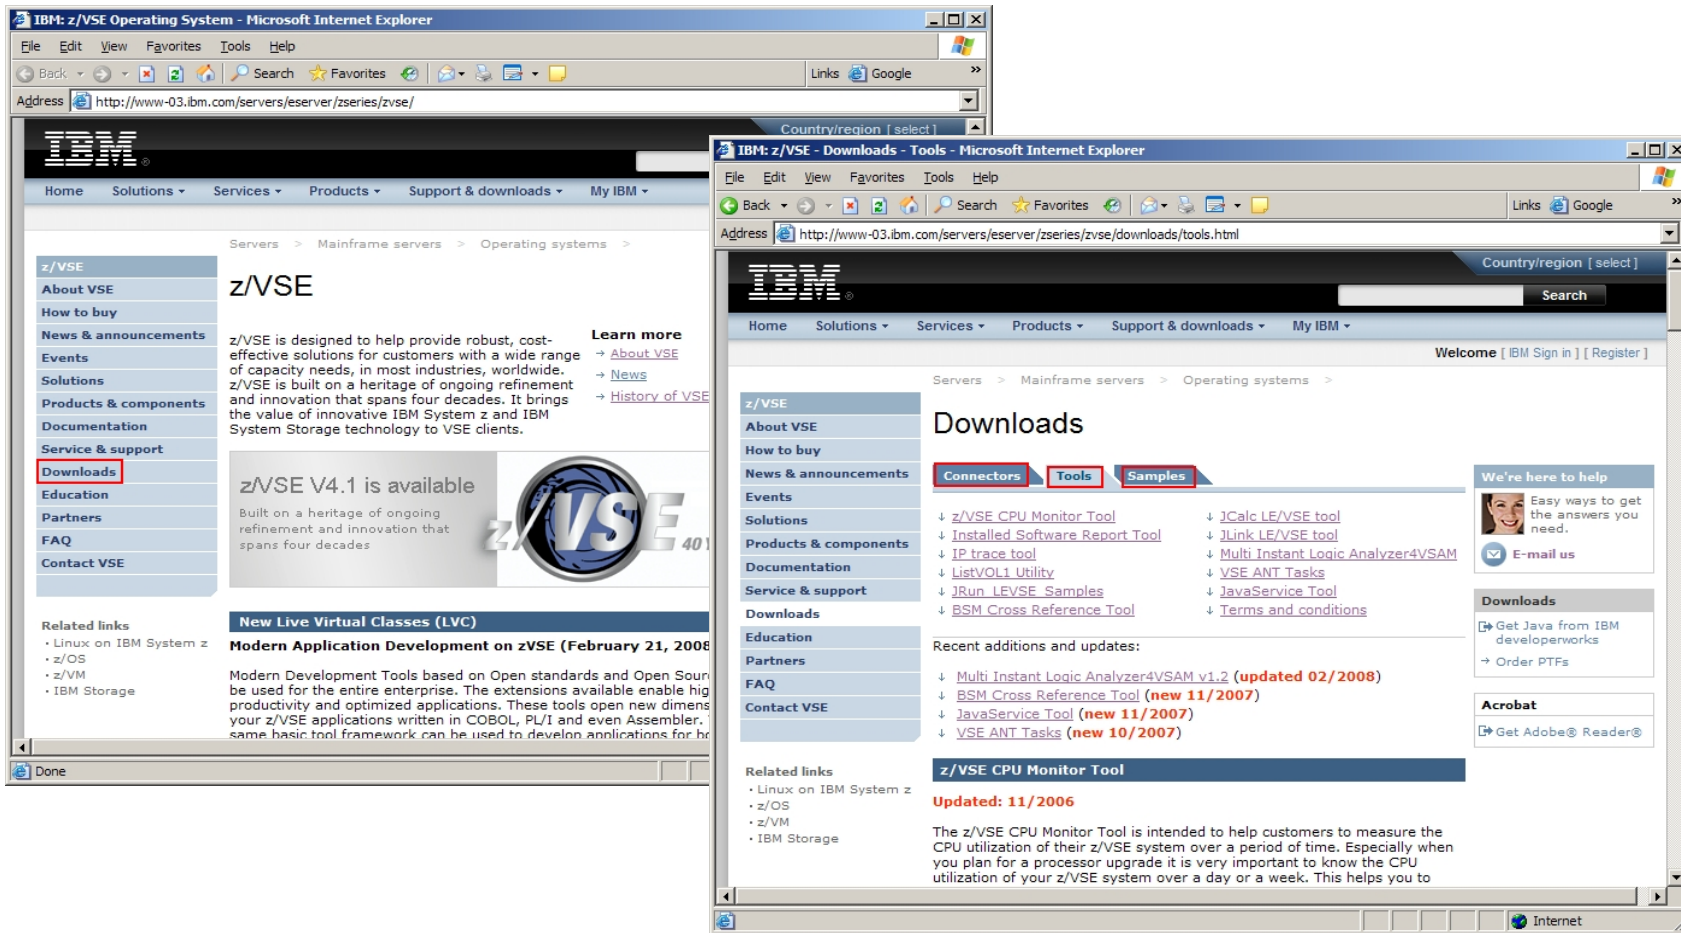 IBM: z/VSE Operating System - Microsoft Internet Explorer
File Edit View Favorites Tools Help
Back Search Favorites Links Google »
Address http://www-03.ibm.com/servers/eserver/zseries/zvse/
Country/region [ select ]
IBM ®
Home Solutions Services Products Support & downloads My IBM
Servers > Mainframe servers > Operating systems >
z/VSE
About VSE
How to buy
News & announcements
Events
Solutions
Products & components
Documentation
Service & support
Downloads
Education
Partners
FAQ
Contact VSE
Related links
· Linux on IBM System z
· z/OS
· z/VM
· IBM Storage
z/VSE
z/VSE is designed to help provide robust, cost-
effective solutions for customers with a wide range
of capacity needs, in most industries, worldwide.
z/VSE is built on a heritage of ongoing refinement
and innovation that spans four decades. It brings
the value of innovative IBM System z and IBM
System Storage technology to VSE clients.
Learn more
→ About VSE
→ News
→ History of VSE
z/VSE V4.1 is available
Built on a heritage of ongoing
refinement and innovation that
spans four decades
z/VSE
40
New Live Virtual Classes (LVC)
Modern Application Development on zVSE (February 21, 2008
Modern Development Tools based on Open standards and Open
be used for the entire enterprise. The extensions available enable
productivity and optimized applications. These tools open new
your z/VSE applications written in COBOL, PL/I and even Assembler.
same basic tool framework can be used to develop applications for
Done
IBM: z/VSE - Downloads - Tools - Microsoft Internet Explorer
File Edit View Favorites Tools Help
Back Search Favorites Links Google »
Address http://www-03.ibm.com/servers/eserver/zseries/zvse/downloads/tools.html
Country/region [ select ]
IBM ®
Search
Home Solutions Services Products Support & downloads My IBM
Welcome [ IBM Sign in ] [ Register ]
Servers > Mainframe servers > Operating systems >
z/VSE
About VSE
How to buy
News & announcements
Events
Solutions
Products & components
Documentation
Service & support
Downloads
Education
Partners
FAQ
Contact VSE
Related links
· Linux on IBM System z
· z/OS
· z/VM
· IBM Storage
Downloads
Connectors Tools Samples
↓ z/VSE CPU Monitor Tool
↓ Installed Software Report Tool
↓ IP trace tool
↓ ListVOL1 Utility
↓ JRun LEVSE Samples
↓ BSM Cross Reference Tool
↓ JCalc LE/VSE tool
↓ JLink LE/VSE tool
↓ Multi Instant Logic Analyzer4VSAM
↓ VSE ANT Tasks
↓ JavaService Tool
↓ Terms and conditions
Recent additions and updates:
↓ Multi Instant Logic Analyzer4VSAM v1.2 (updated 02/2008)
↓ BSM Cross Reference Tool (new 11/2007)
↓ JavaService Tool (new 11/2007)
↓ VSE ANT Tasks (new 10/2007)
z/VSE CPU Monitor Tool
Updated: 11/2006
The z/VSE CPU Monitor Tool is intended to help customers to measure the
CPU utilization of their z/VSE system over a period of time. Especially when
you plan for a processor upgrade it is very important to know the CPU
utilization of your z/VSE system over a day or a week. This helps you to
We're here to help
Easy ways to get
the answers you
need.
E-mail us
Downloads
Get Java from IBM
developerworks
→ Order PTFs
Acrobat
Get Adobe® Reader®
Internet